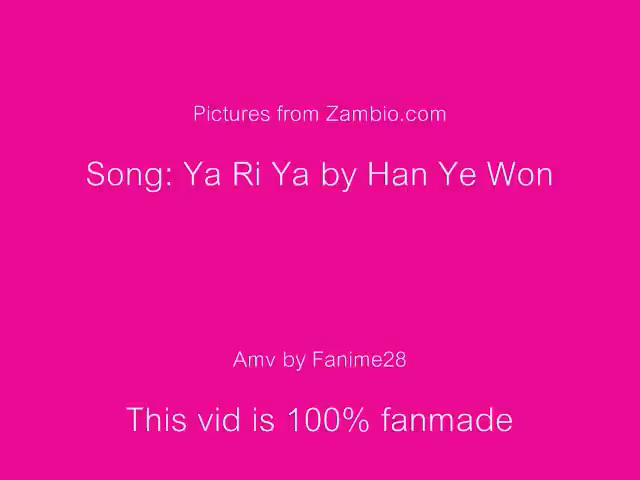 Pictures from Zambio.com
Song: Ya Ri Ya by Han Ye Won
Amv by Fanime28
This vid is 100% fanmade